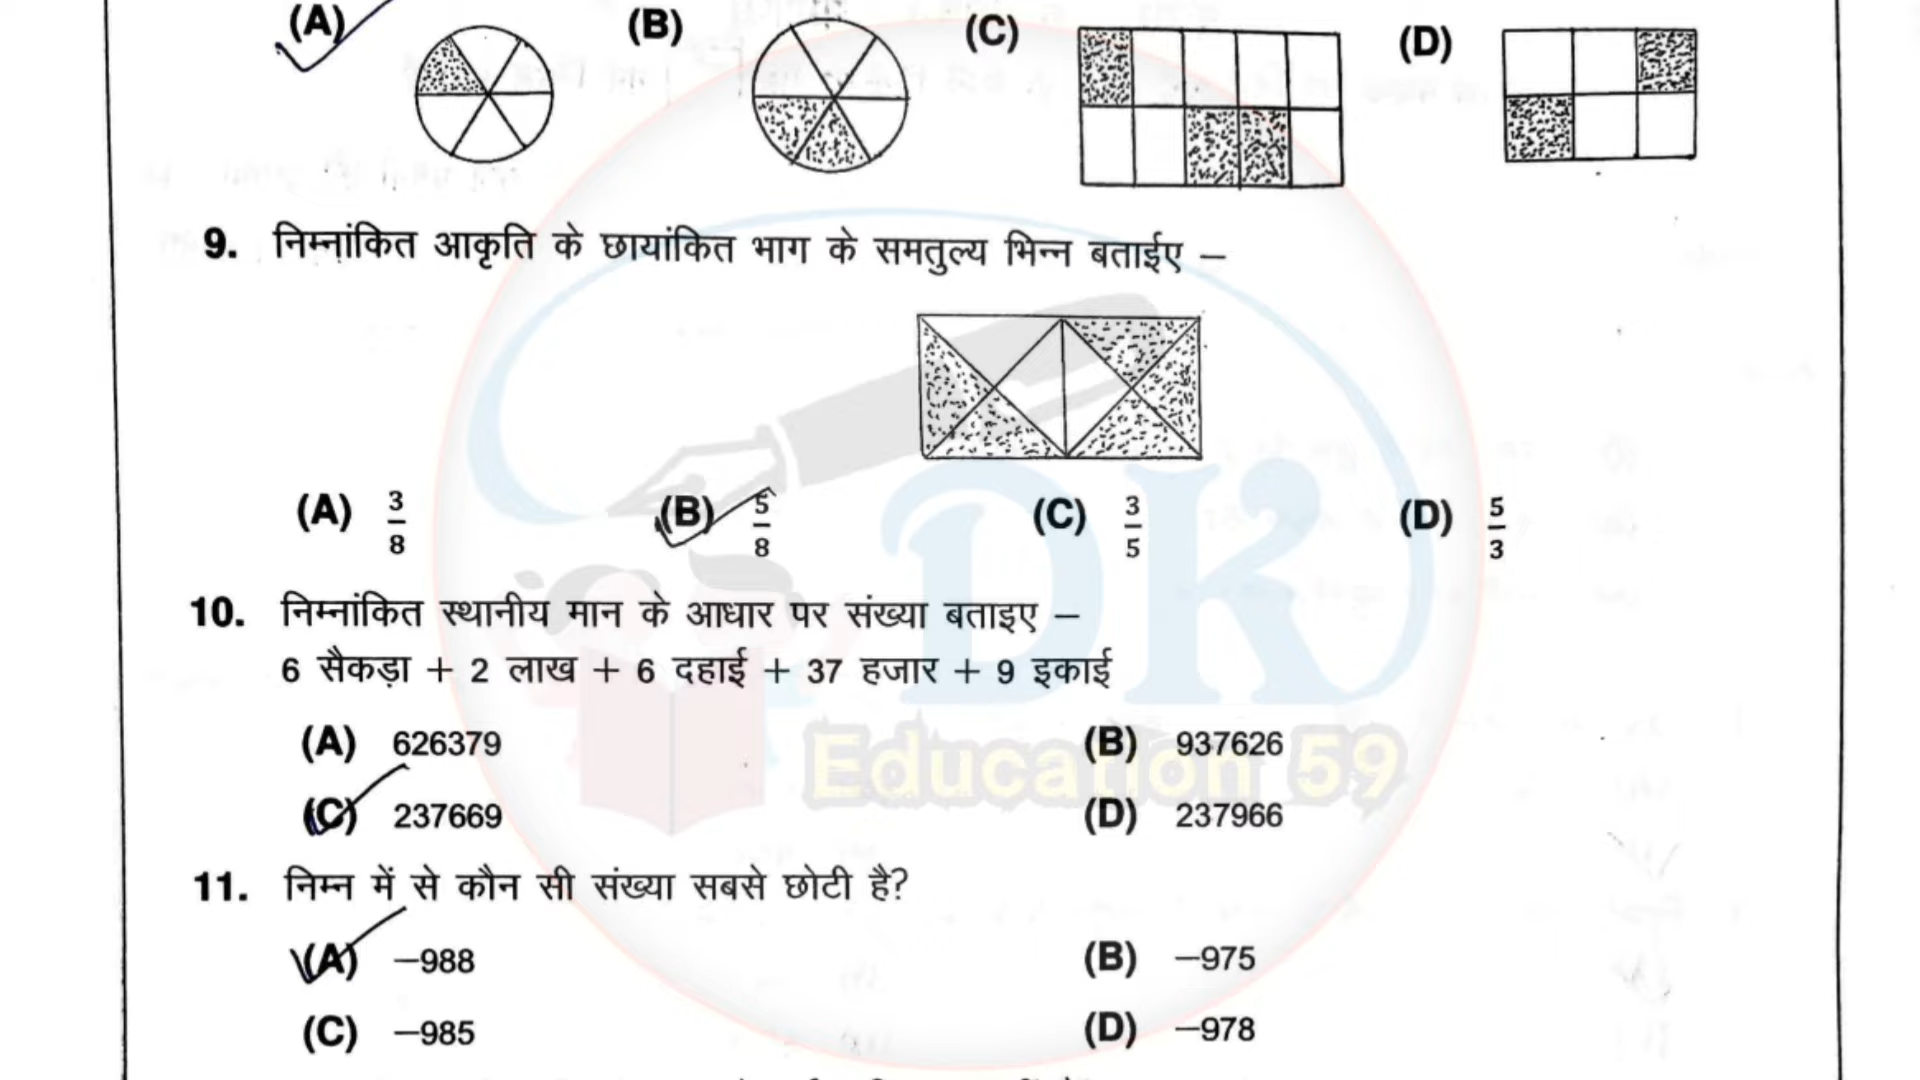 (A) (B) (C) (D)
9. निम्नांकित आकृति के छायांकित भाग के समतुल्य भिन्न बताईए –
(A) 3/8 (B) 5/8 (C) 3/5 (D) 5/3
10. निम्नांकित स्थानीय मान के आधार पर संख्या बताइए –
6 सैकड़ा + 2 लाख + 6 दहाई + 37 हजार + 9 इकाई
(A) 626379 (B) 937626
(C) 237669 (D) 237966
11. निम्न में से कौन सी संख्या सबसे छोटी है?
(A) –988 (B) –975
(C) –985 (D) –978
DK
Education 59